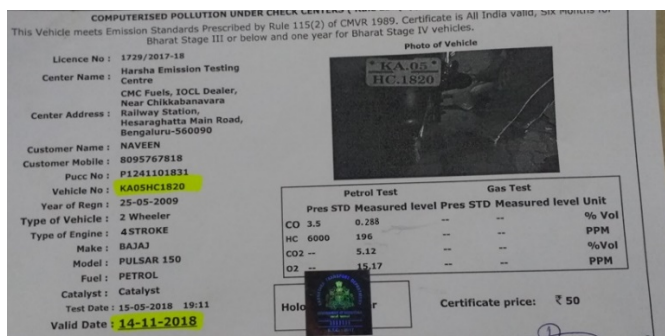 COMPUTERISED POLLUTION UNDER CHECK CENTERS
This Vehicle meets Emission Standards Prescribed by Rule 115(2) of CMVR 1989. Certificate is All India valid, Six Months for
Bharat Stage III or below and one year for Bharat Stage IV vehicles.
Licence No : 1729/2017-18
Center Name : Harsha Emission Testing
Centre
Center Address : CMC Fuels, IOCL Dealer,
Near Chikkabanavara
Railway Station,
Hesaraghatta Main Road,
Bengaluru-560090
Customer Name : NAVEEN
Customer Mobile : 8095767818
Pucc No : P1241101831
Vehicle No : KA05HC1820
Year of Regn : 25-05-2009
Type of Vehicle : 2 Wheeler
Type of Engine : 4 STROKE
Make : BAJAJ
Model : PULSAR 150
Fuel : PETROL
Catalyst : Catalyst
Test Date : 15-05-2018 19:11
Valid Date : 14-11-2018
Photo of Vehicle
KA.05
HC.1820
Petrol Test Gas Test
Pres STD Measured level Pres STD Measured level Unit
CO 3.5 0.288 -- -- % Vol
HC 6000 196 -- -- PPM
CO2 -- 5.12 -- -- %Vol
O2 -- 15.17 -- -- PPM
Certificate price: ₹ 50